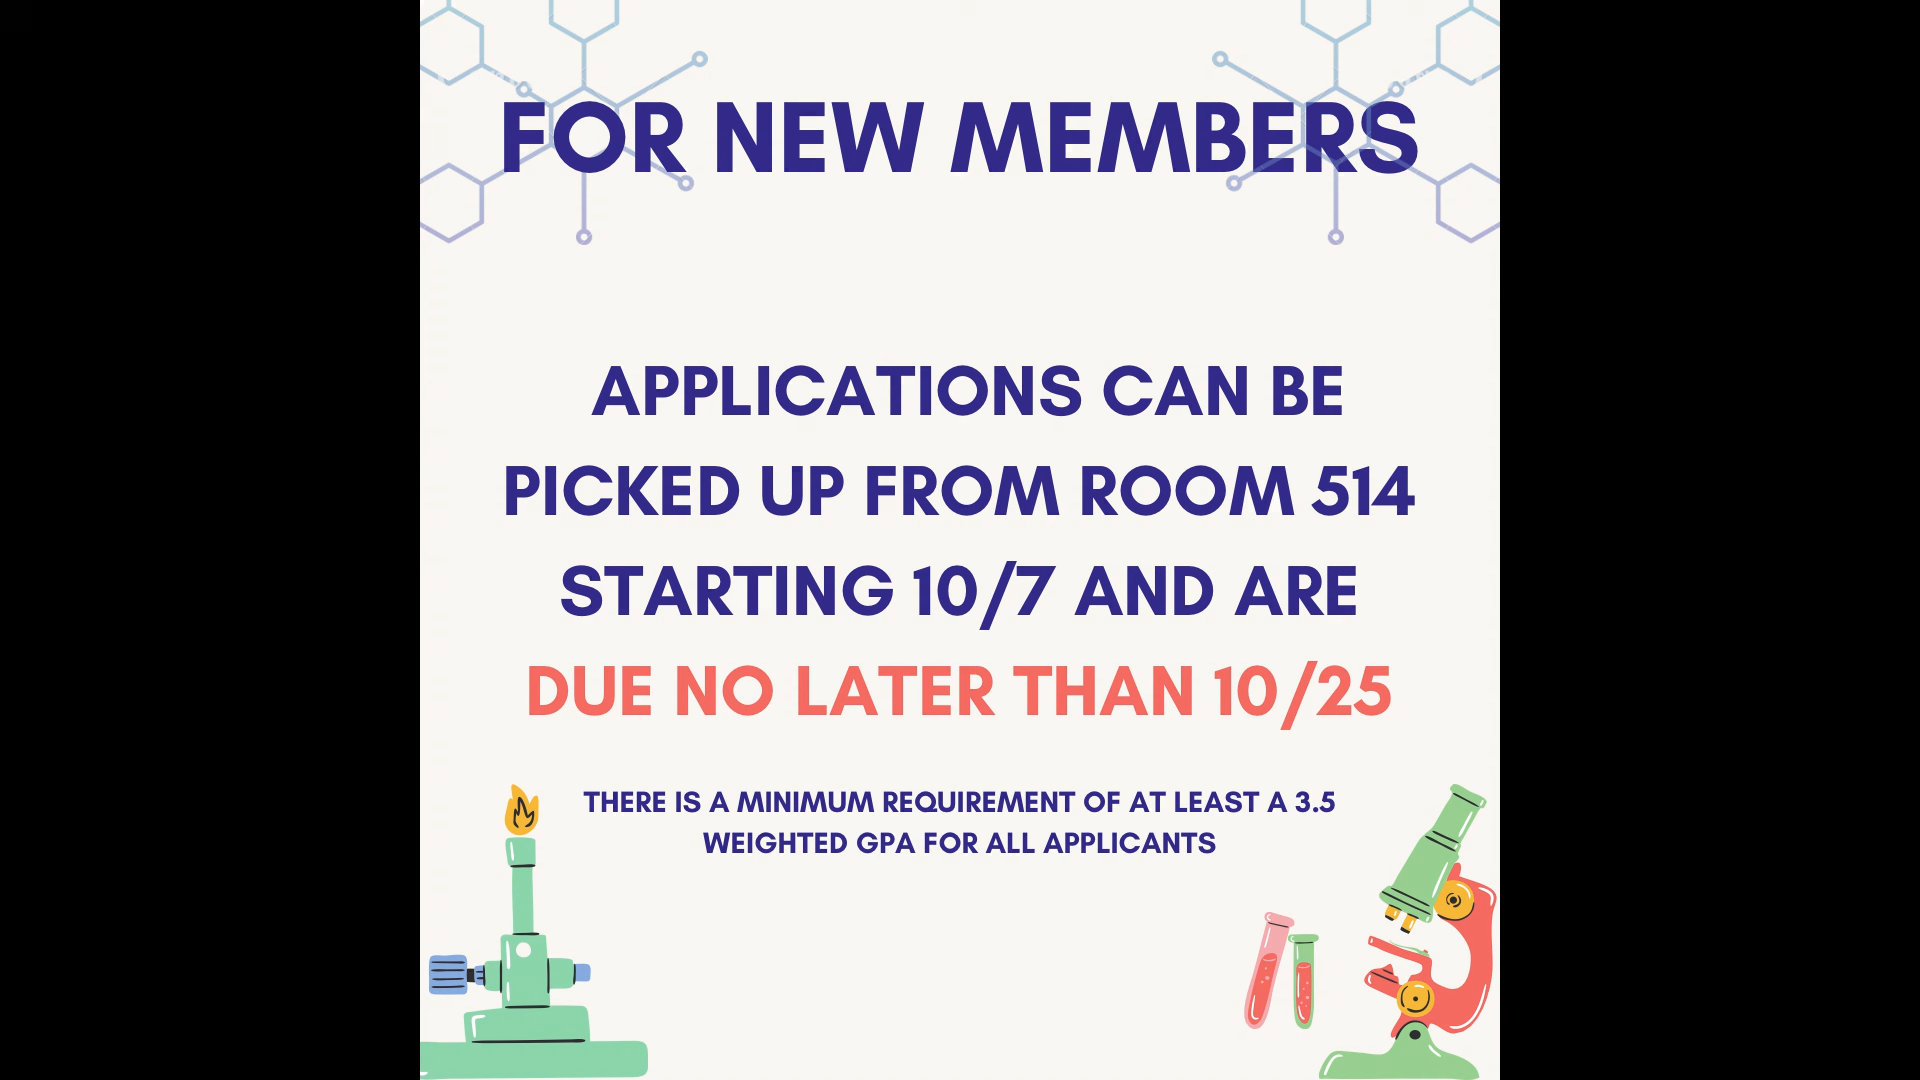 FOR NEW MEMBERS
APPLICATIONS CAN BE
PICKED UP FROM ROOM 514
STARTING 10/7 AND ARE
DUE NO LATER THAN 10/25
THERE IS A MINIMUM REQUIREMENT OF AT LEAST A 3.5
WEIGHTED GPA FOR ALL APPLICANTS